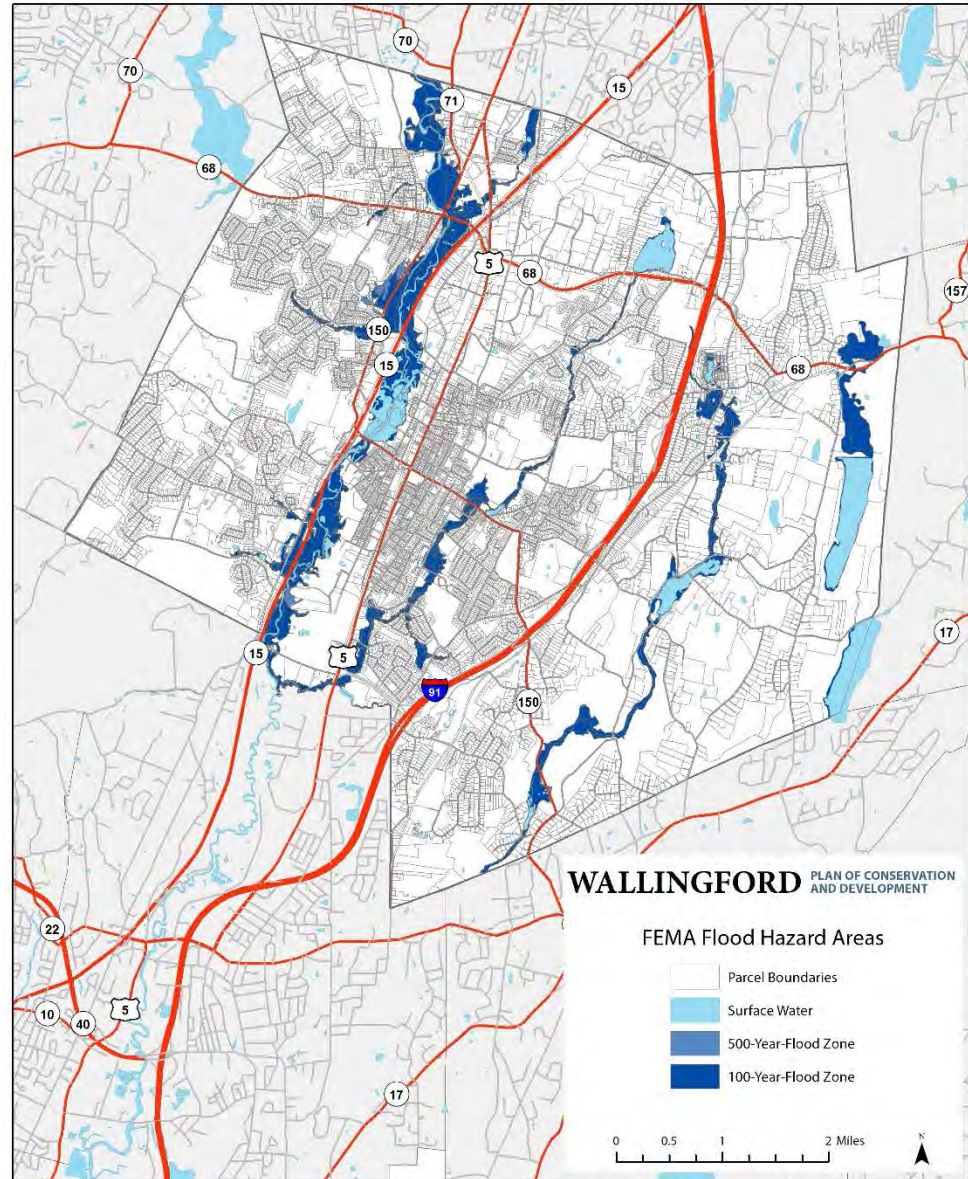 70
70
71
15
68
5
68
157
150
15
68
17
15
5
91
150
22
10
40
5
17
WALLINGFORD PLAN OF CONSERVATION
AND DEVELOPMENT
FEMA Flood Hazard Areas
Parcel Boundaries
Surface Water
500-Year-Flood Zone
100-Year-Flood Zone
0 0.5 1 2 Miles
N